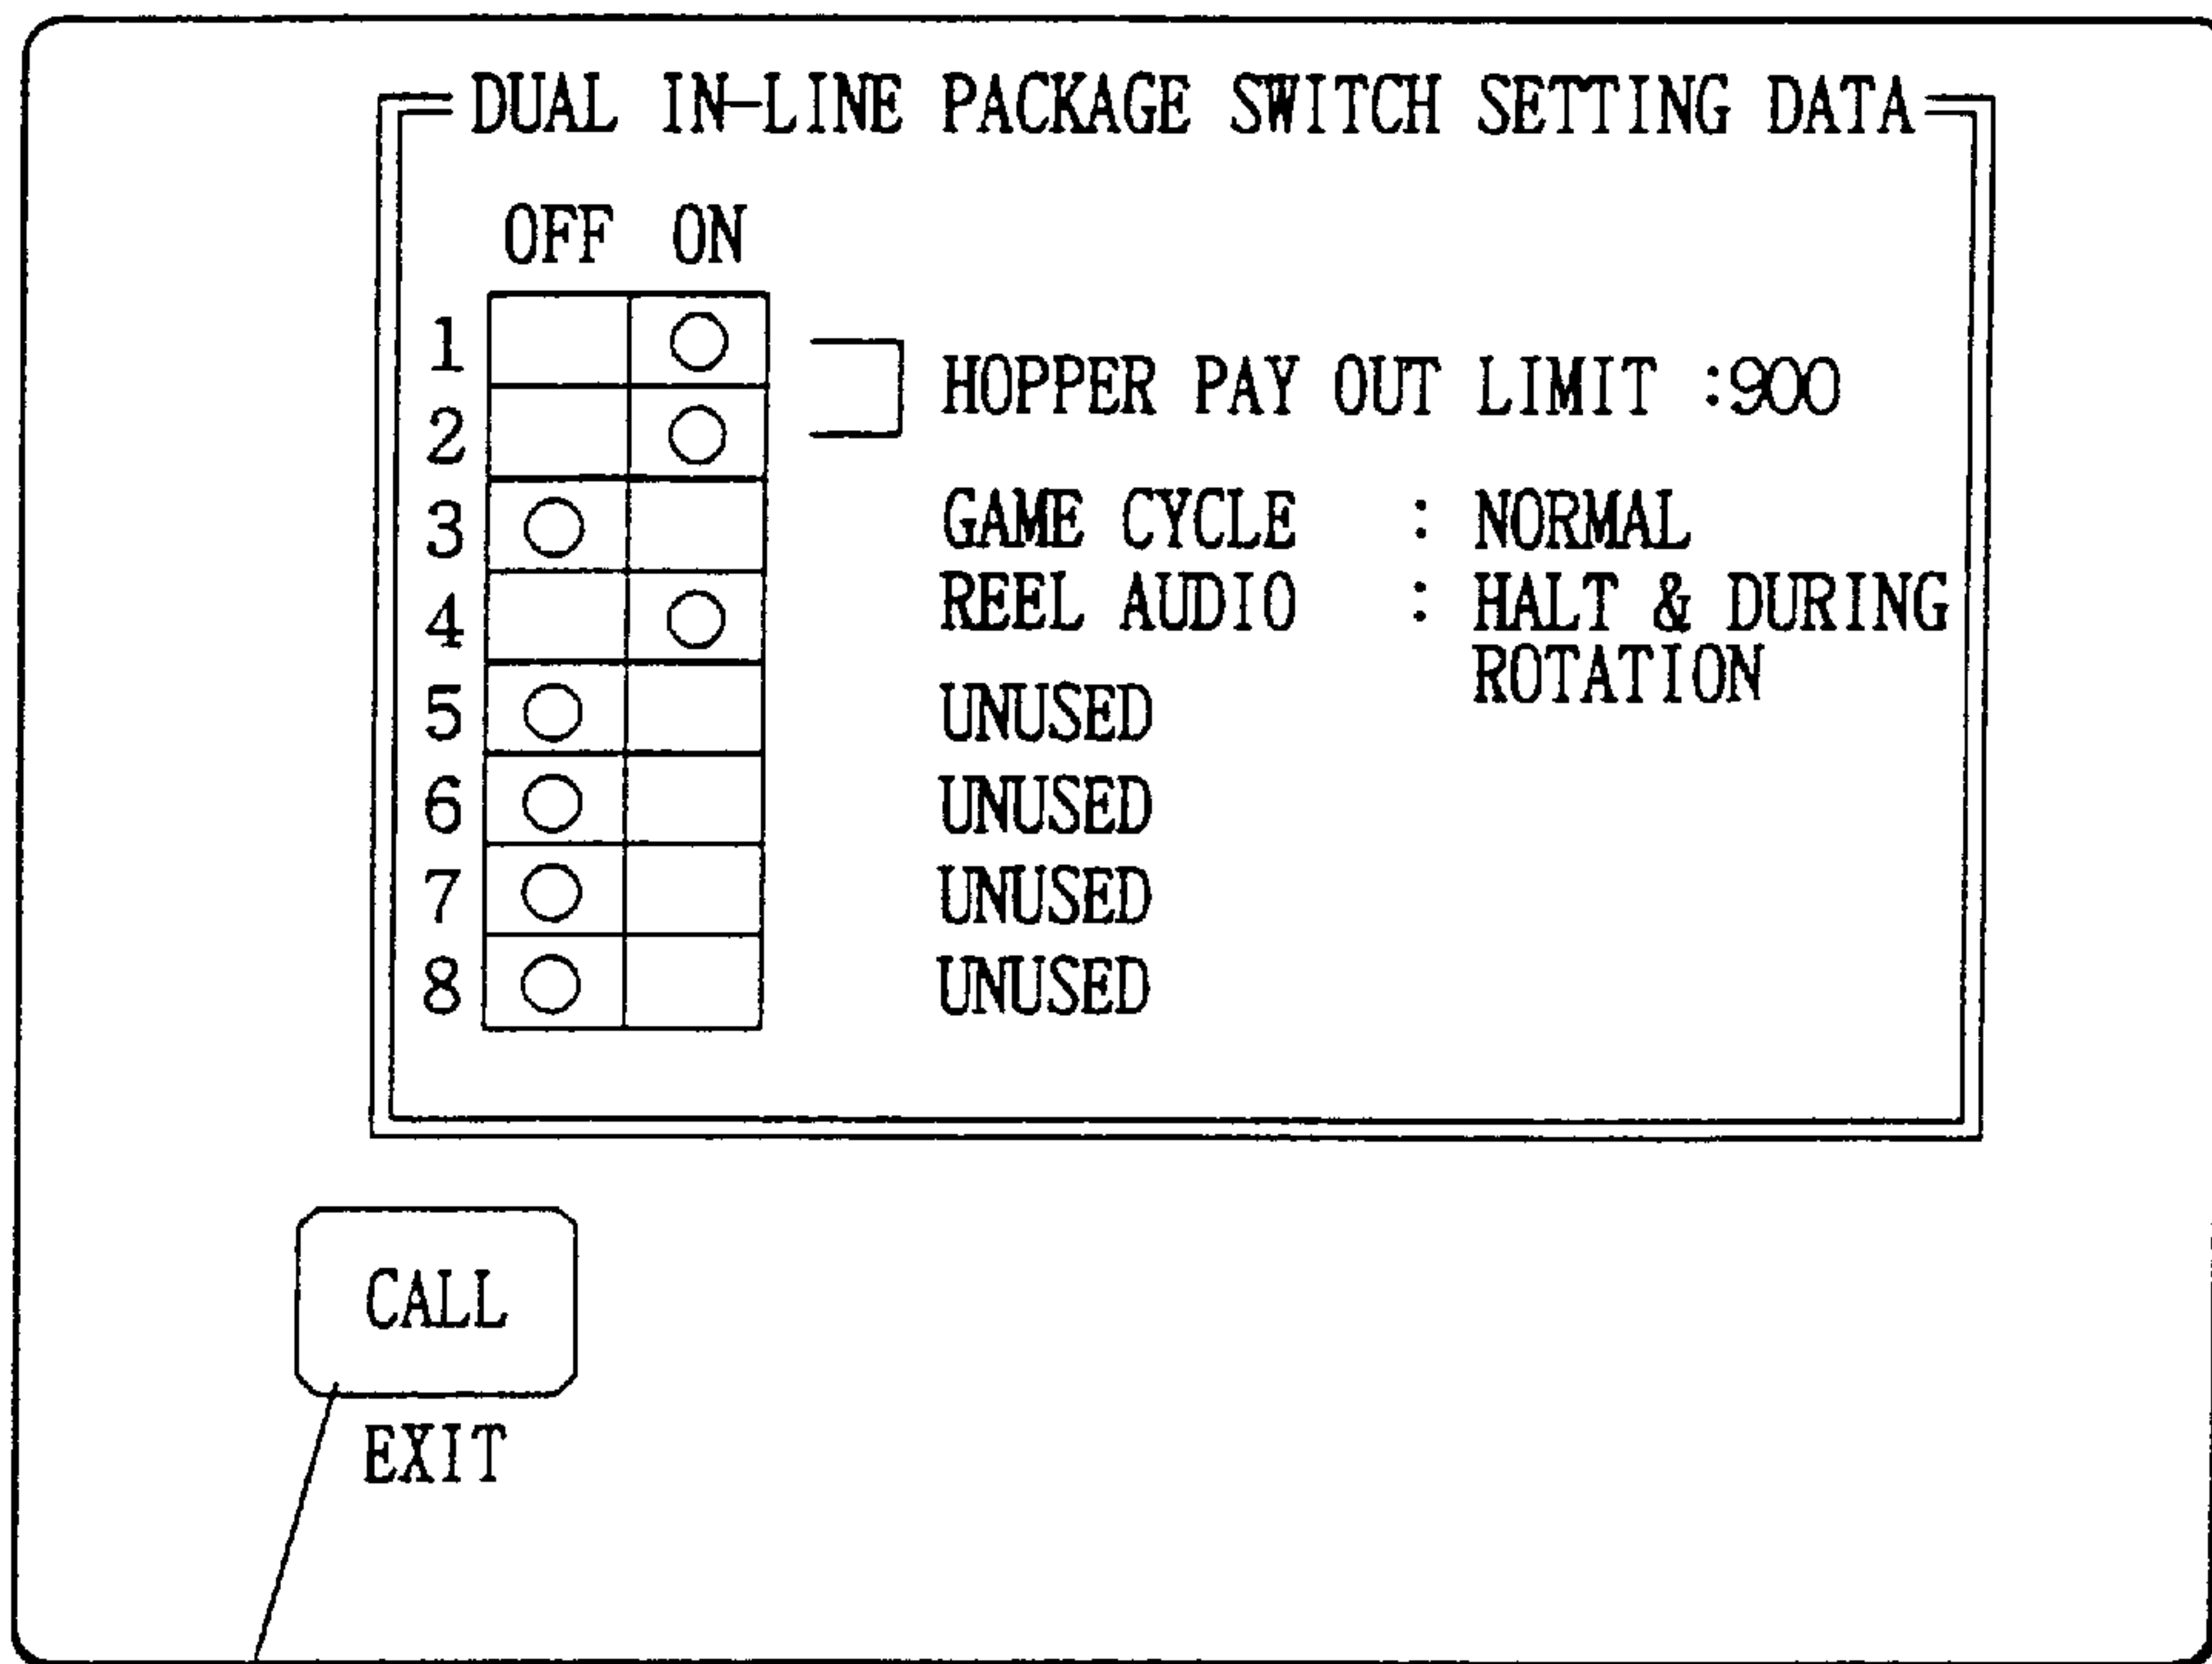 DUAL IN-LINE PACKAGE SWITCH SETTING DATA
OFF ON
1
HOPPER PAY OUT LIMIT :900
2
3 GAME CYCLE : NORMAL
4 REEL AUDIO : HALT & DURING
ROTATION
5 UNUSED
6 UNUSED
7 UNUSED
8 UNUSED
CALL
EXIT